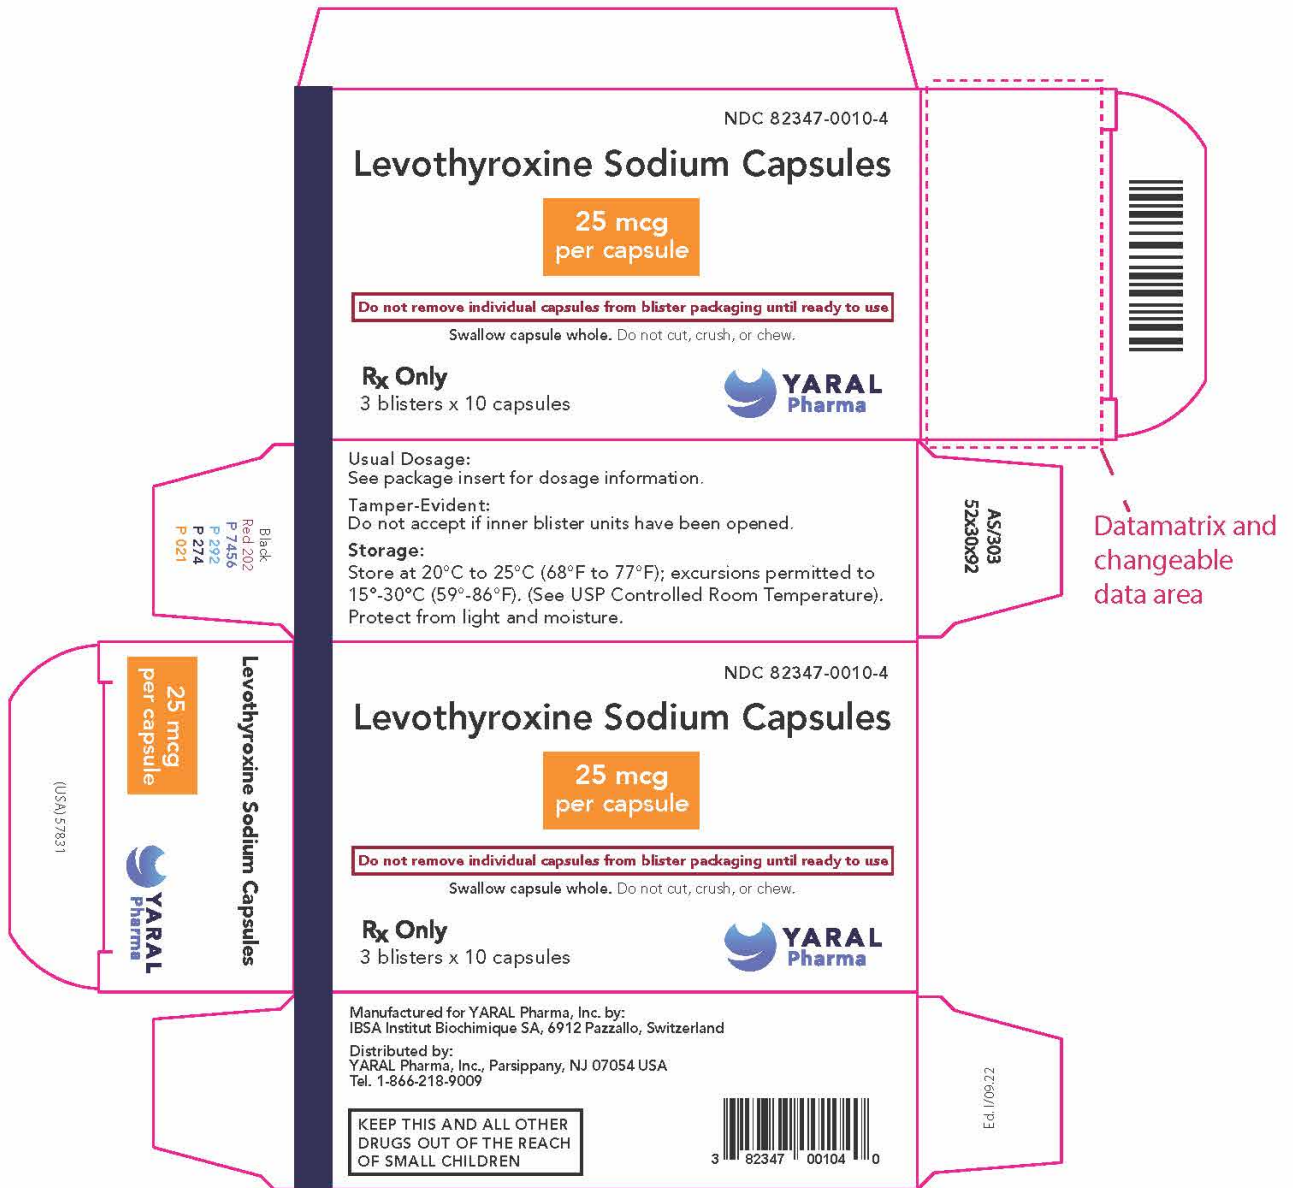 NDC 82347-0010-4
Levothyroxine Sodium Capsules
25 mcg
per capsule
Do not remove individual capsules from blister packaging until ready to use
Swallow capsule whole. Do not cut, crush, or chew.
Rx Only
3 blisters x 10 capsules
YARAL
Pharma
Usual Dosage:
See package insert for dosage information.
Tamper-Evident:
Do not accept if inner blister units have been opened.
Storage:
Store at 20°C to 25°C (68°F to 77°F); excursions permitted to
15°-30°C (59°-86°F). (See USP Controlled Room Temperature).
Protect from light and moisture.
Black
Red 202
P 7456
P 292
P 274
P 021
AS/303
52x30x92
Datamatrix and
changeable
data area
Levothyroxine Sodium Capsules
25 mcg
per capsule
YARAL
Pharma
(USA) 57831
NDC 82347-0010-4
Levothyroxine Sodium Capsules
25 mcg
per capsule
Do not remove individual capsules from blister packaging until ready to use
Swallow capsule whole. Do not cut, crush, or chew.
Rx Only
3 blisters x 10 capsules
YARAL
Pharma
Manufactured for YARAL Pharma, Inc. by:
IBSA Institut Biochimique SA, 6912 Pazzallo, Switzerland
Distributed by:
YARAL Pharma, Inc., Parsippany, NJ 07054 USA
Tel. 1-866-218-9009
KEEP THIS AND ALL OTHER
DRUGS OUT OF THE REACH
OF SMALL CHILDREN
3 82347 00104 0
Ed.I/09.22